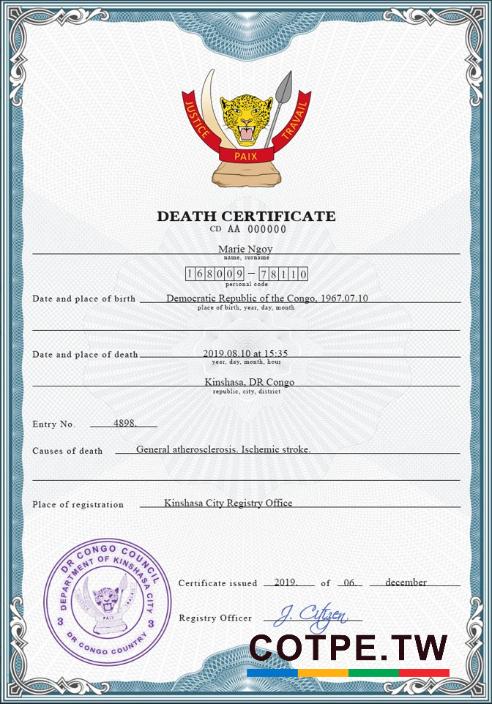 JUSTICE PAIX TRAVAIL
DEATH CERTIFICATE
CD AA 000000
Marie Ngoy
name, surname
168009 - 78110
personal code
Date and place of birth Democratic Republic of the Congo, 1967.07.10
place of birth, year, day, month
Date and place of death 2019.08.10 at 15:35
year, day, month, hour
Kinshasa, DR Congo
republic, city, district
Entry No. 4898.
Causes of death General atherosclerosis. Ischemic stroke.
Place of registration Kinshasa City Registry Office
DR CONGO COUNCIL
DEPARTMENT OF KINSHASA CITY
PAIX
3 3
DR CONGO COUNTRY
Certificate issued 2019. of 06. december
Registry Officer J. Citizen
COTPE.TW